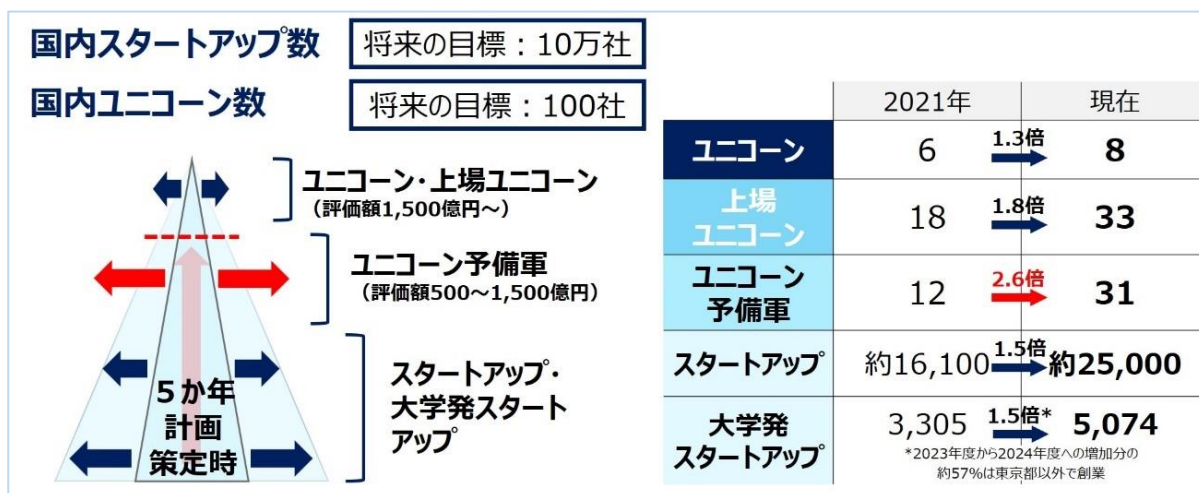 国内スタートアップ数
将来の目標：10万社
国内ユニコーン数
将来の目標：100社
ユニコーン・上場ユニコーン
（評価額1,500億円～）
ユニコーン予備軍
（評価額500～1,500億円）
スタートアップ・
大学発スタート
アップ
５か年
計画
策定時
2021年
現在
ユニコーン
6
1.3倍
8
上場
ユニコーン
18
1.8倍
33
ユニコーン
予備軍
12
2.6倍
31
スタートアップ
約16,100
1.5倍
約25,000
大学発
スタートアップ
3,305
1.5倍*
5,074
*2023年度から2024年度への増加分の
約57%は東京都以外で創業